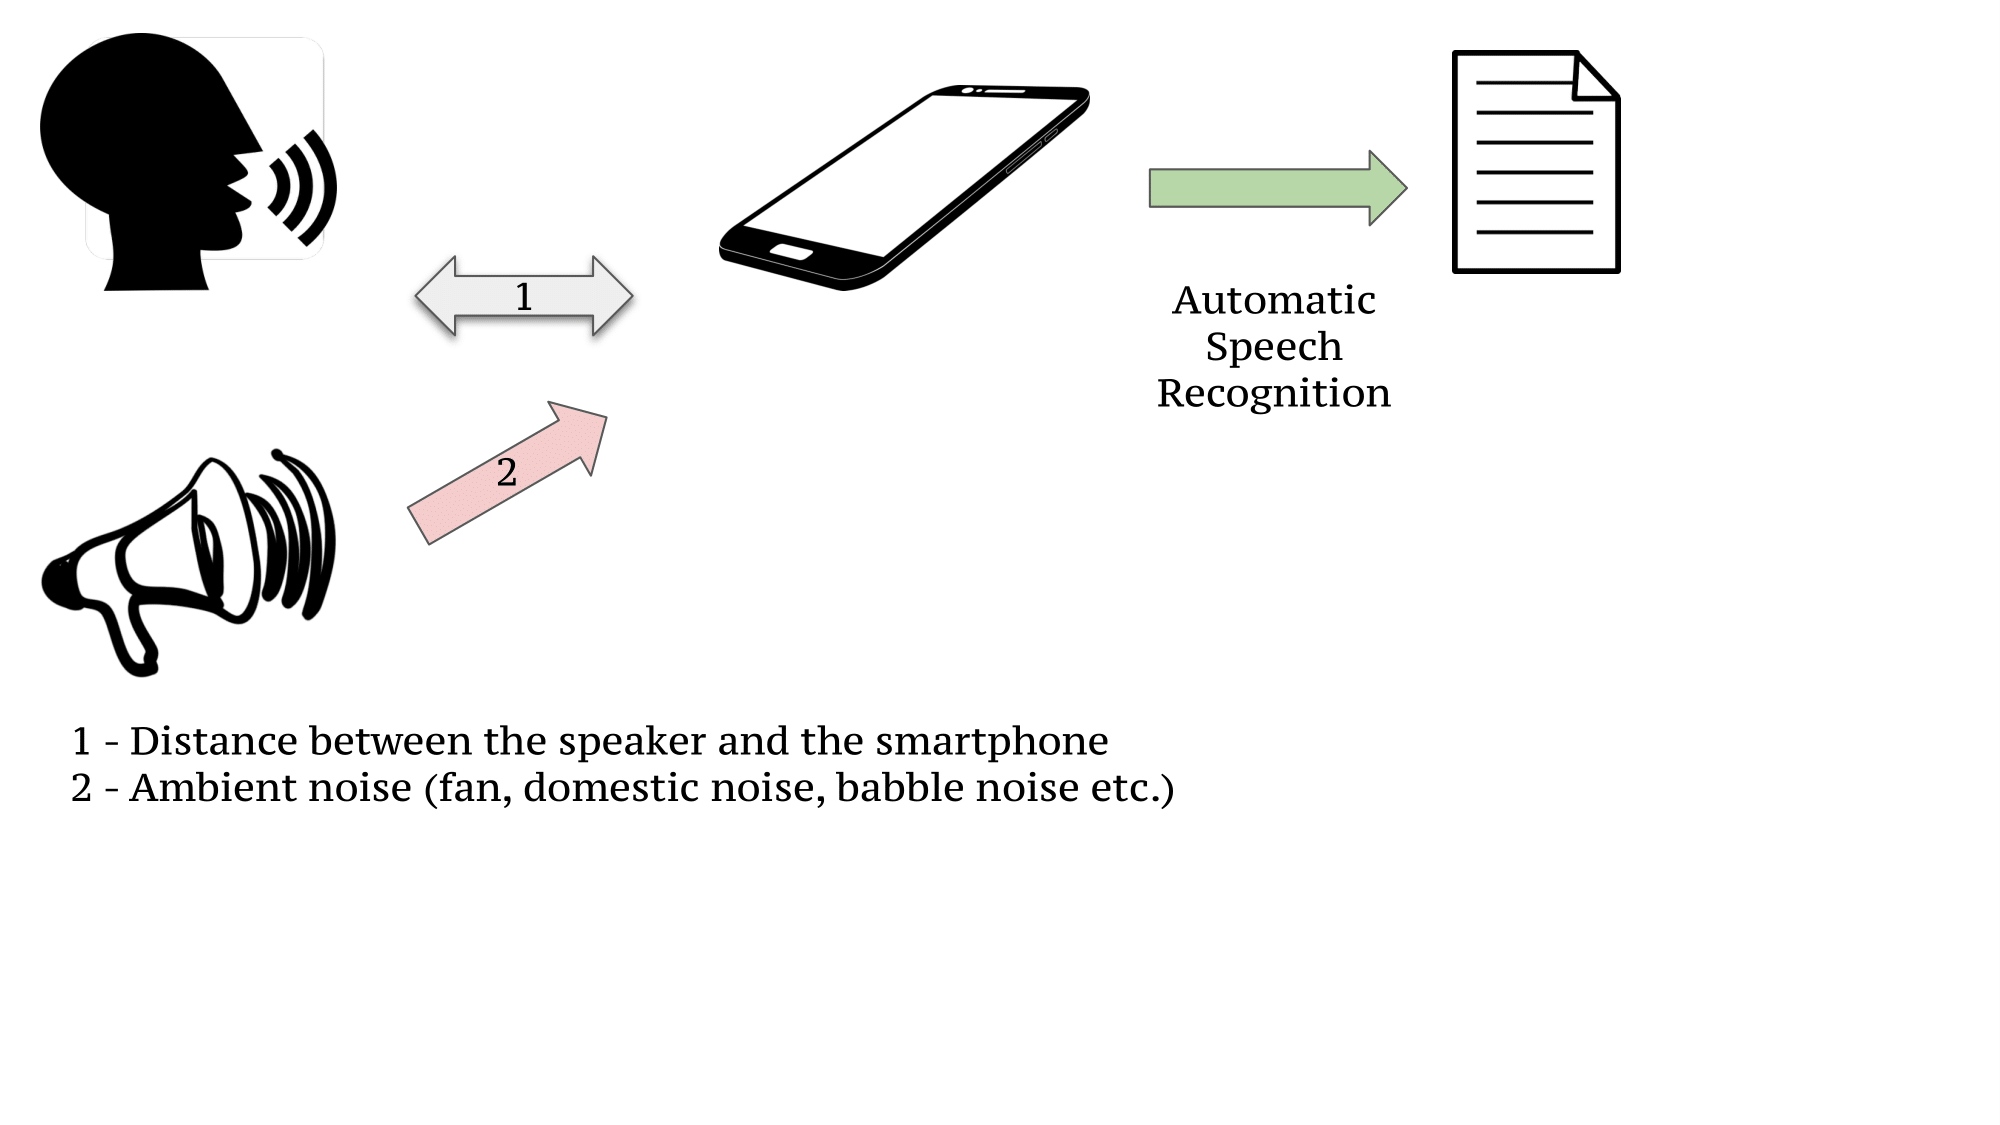 1
Automatic
Speech
Recognition
2
1 - Distance between the speaker and the smartphone
2 - Ambient noise (fan, domestic noise, babble noise etc.)